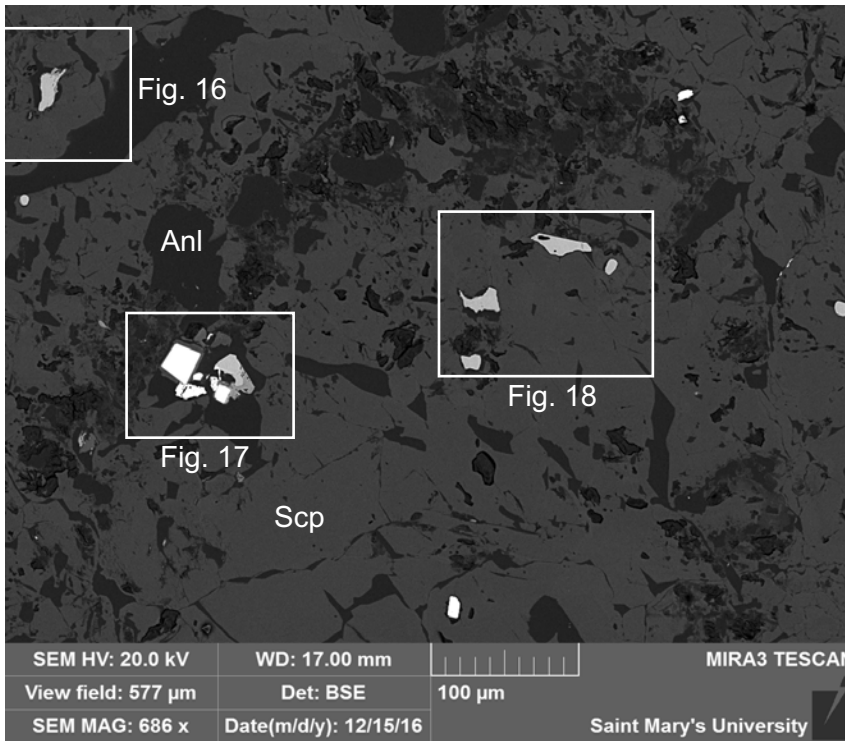 Fig. 16
Anl
Fig. 18
Fig. 17
Scp
SEM HV: 20.0 kV WD: 17.00 mm MIRA3 TESCAN
View field: 577 µm Det: BSE 100 µm
SEM MAG: 686 x Date(m/d/y): 12/15/16 Saint Mary's University